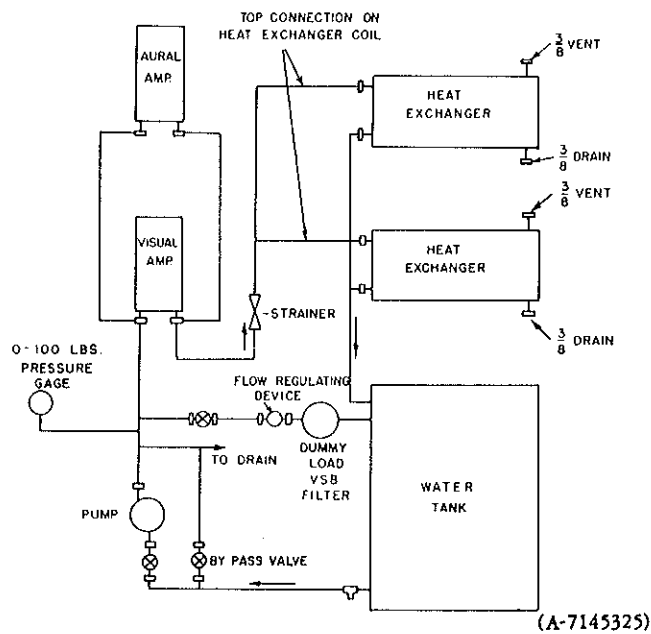 TOP CONNECTION ON
HEAT EXCHANGER COIL
3/8 VENT
AURAL
AMP.
HEAT
EXCHANGER
3/8 DRAIN
3/8 VENT
VISUAL
AMP.
HEAT
EXCHANGER
STRAINER
3/8 DRAIN
0-100 LBS.
PRESSURE
GAGE
FLOW REGULATING
DEVICE
TO DRAIN
DUMMY
LOAD
VSB
FILTER
WATER
TANK
PUMP
BY PASS VALVE
(A-7145325)